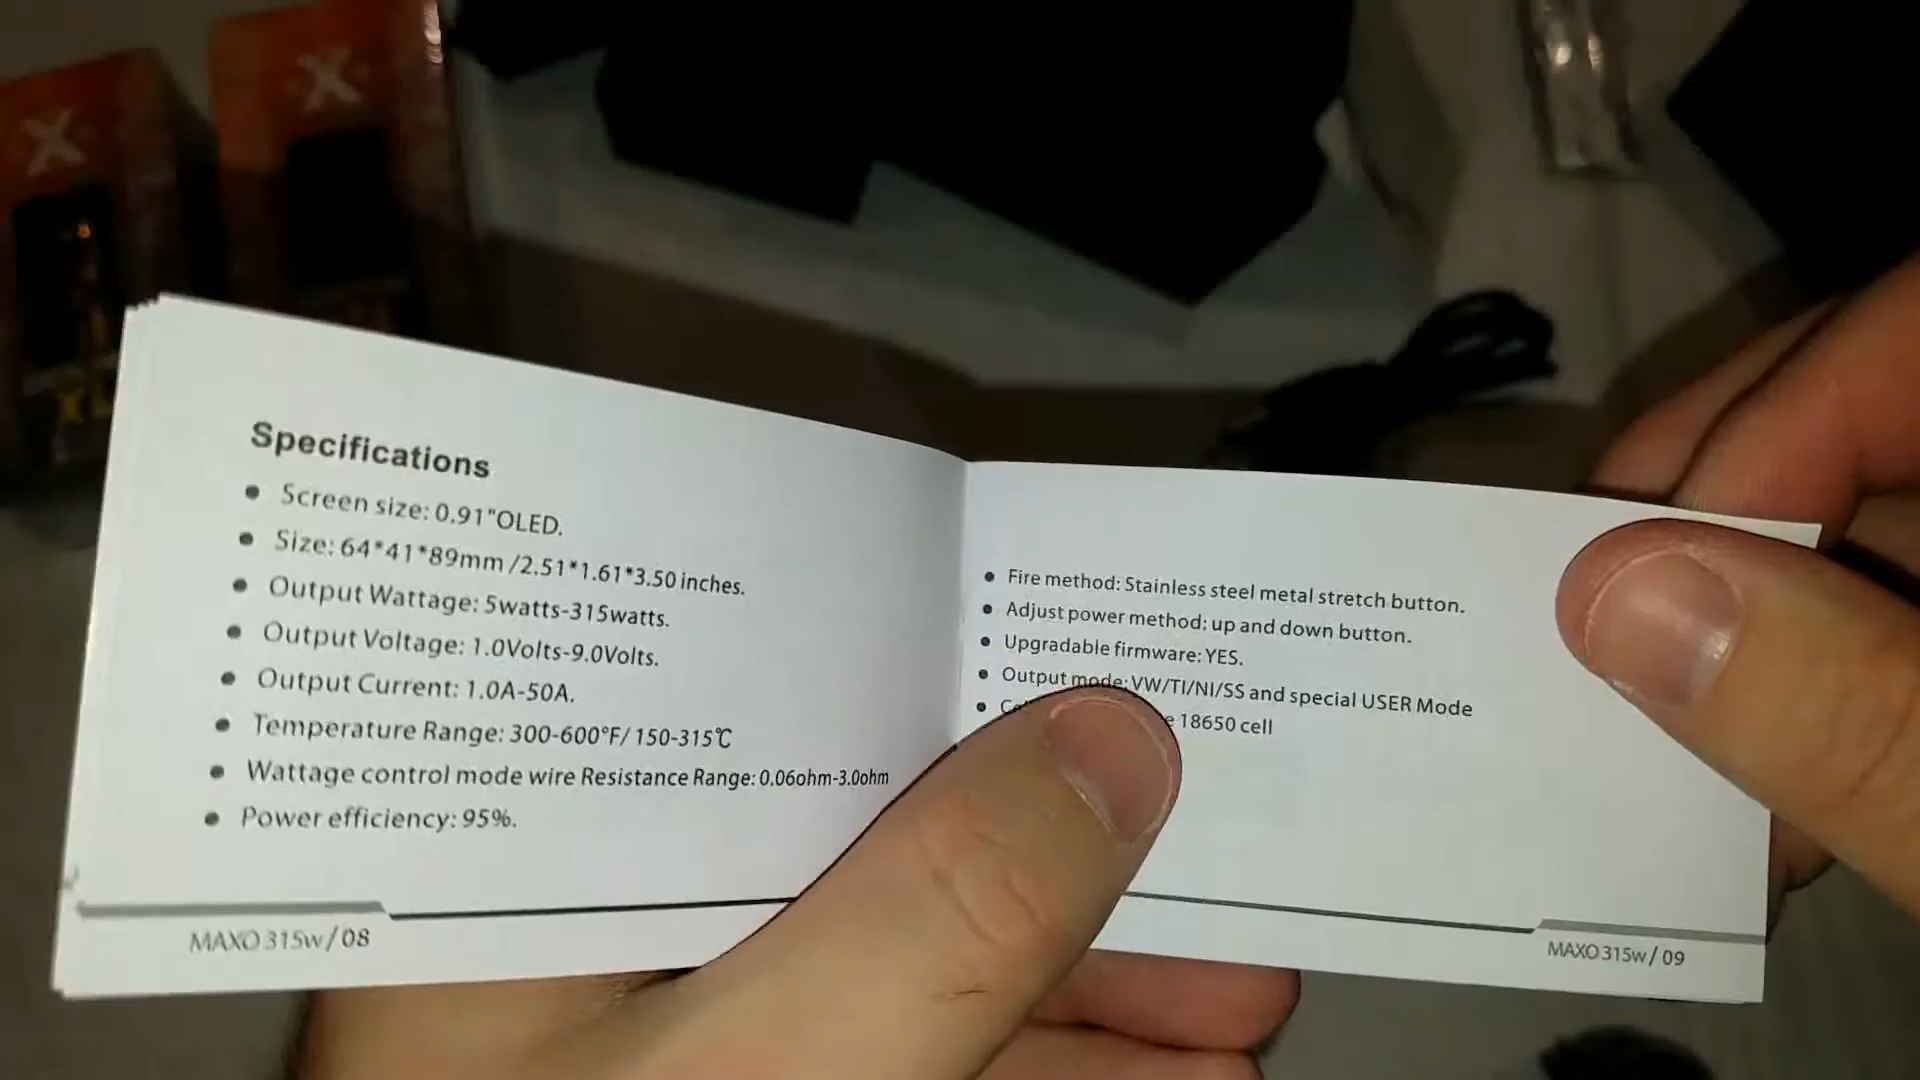 Specifications
● Screen size: 0.91"OLED.
● Size: 64*41*89mm /2.51*1.61*3.50 inches.
● Output Wattage: 5watts-315watts.
● Output Voltage: 1.0Volts-9.0Volts.
● Output Current: 1.0A-50A.
● Temperature Range: 300-600°F/ 150-315℃
● Wattage control mode wire Resistance Range: 0.06ohm-3.0ohm
● Power efficiency: 95%.
MAXO 315w / 08
● Fire method: Stainless steel metal stretch button.
● Adjust power method: up and down button.
● Upgradable firmware: YES.
● Output mode: VW/TI/NI/SS and special USER Mode
● 18650 cell
MAXO 315w / 09
X
X